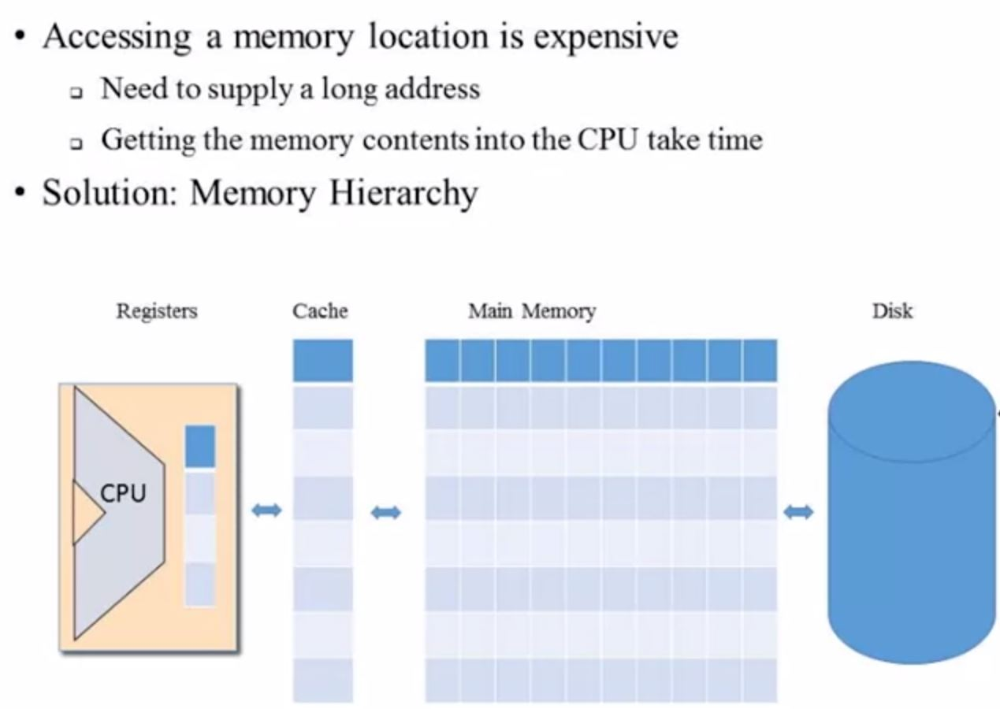 • Accessing a memory location is expensive
❑ Need to supply a long address
❑ Getting the memory contents into the CPU take time
• Solution: Memory Hierarchy
Registers Cache Main Memory Disk
CPU